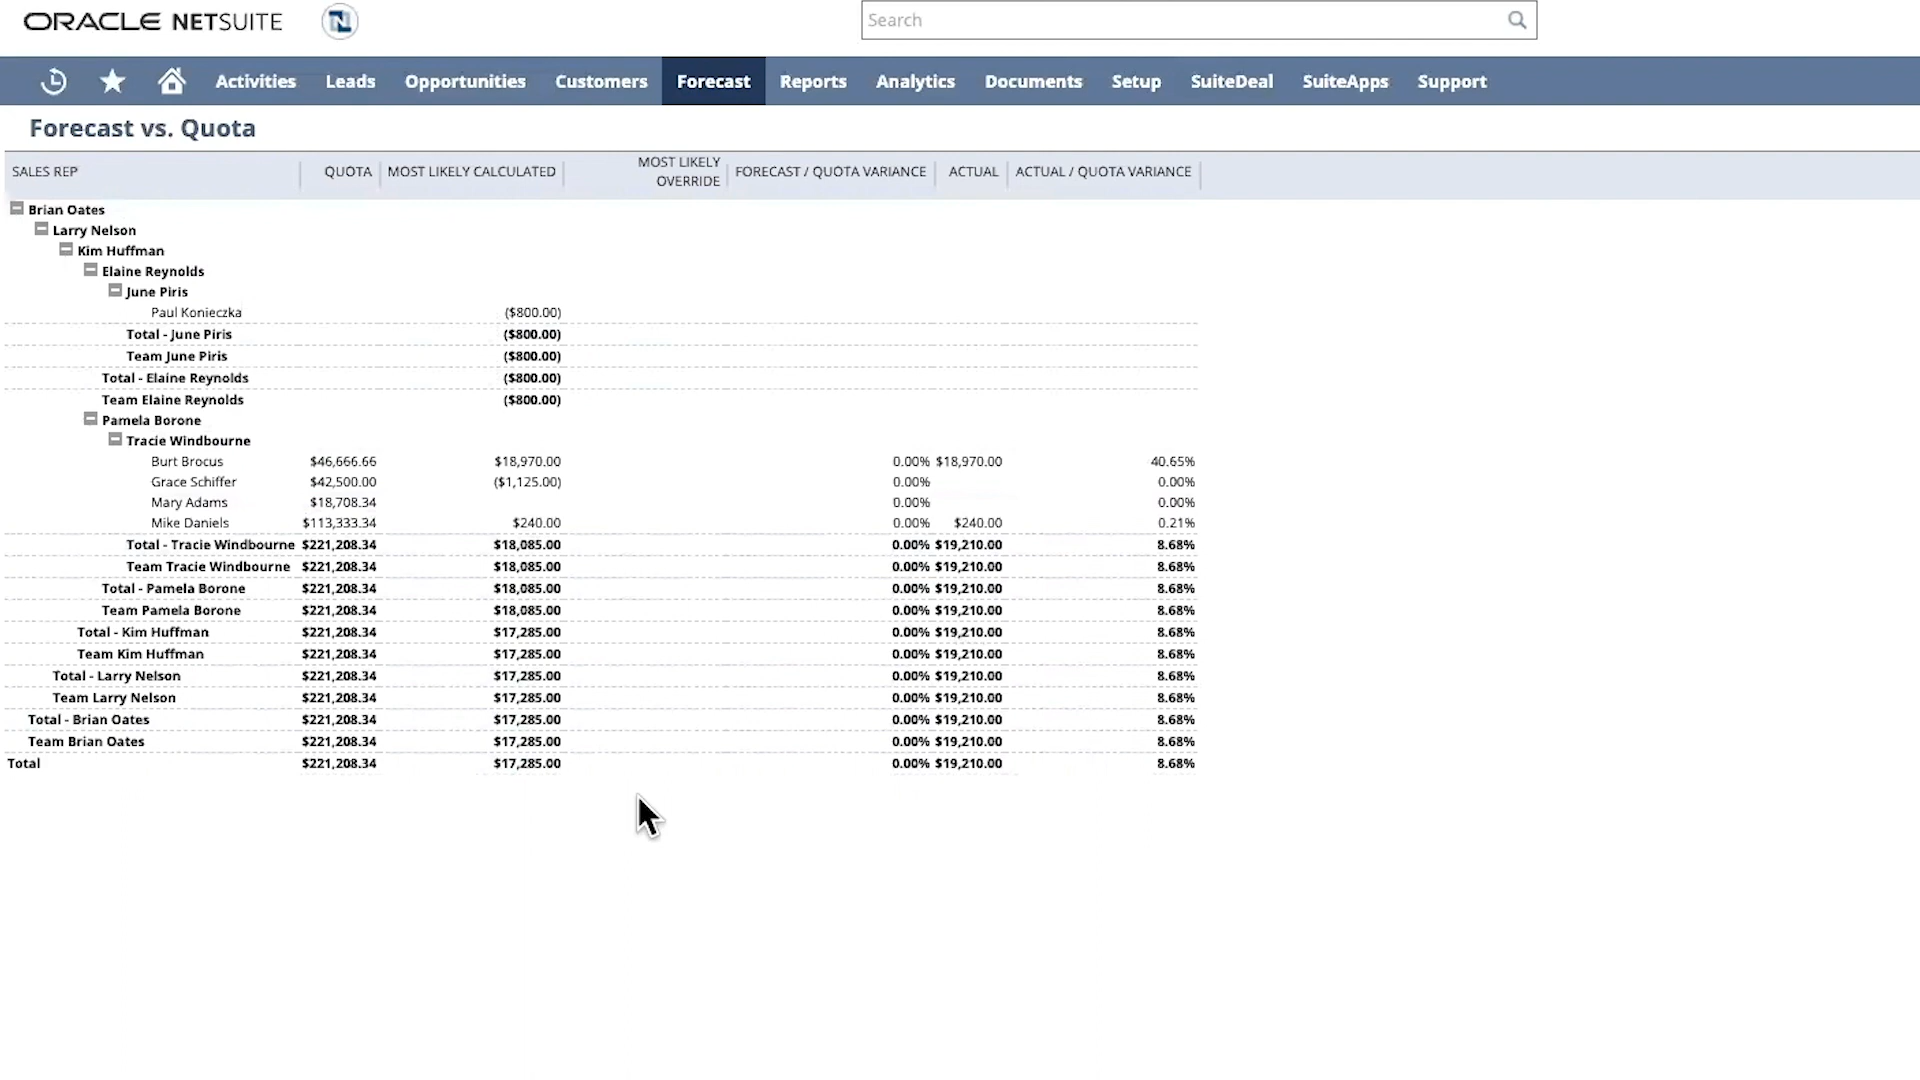 ORACLE NETSUITE N Search
Activities Leads Opportunities Customers Forecast Reports Analytics Documents Setup SuiteDeal SuiteApps Support
Forecast vs. Quota
SALES REP QUOTA MOST LIKELY CALCULATED MOST LIKELY OVERRIDE FORECAST / QUOTA VARIANCE ACTUAL ACTUAL / QUOTA VARIANCE
Brian Oates
Larry Nelson
Kim Huffman
Elaine Reynolds
June Piris
Paul Konieczka ($800.00)
Total - June Piris ($800.00)
Team June Piris ($800.00)
Total - Elaine Reynolds ($800.00)
Team Elaine Reynolds ($800.00)
Pamela Borone
Tracie Windbourne
Burt Brocus $46,666.66 $18,970.00 0.00% $18,970.00 40.65%
Grace Schiffer $42,500.00 ($1,125.00) 0.00% 0.00%
Mary Adams $18,708.34 0.00% 0.00%
Mike Daniels $113,333.34 $240.00 0.00% $240.00 0.21%
Total - Tracie Windbourne $221,208.34 $18,085.00 0.00% $19,210.00 8.68%
Team Tracie Windbourne $221,208.34 $18,085.00 0.00% $19,210.00 8.68%
Total - Pamela Borone $221,208.34 $18,085.00 0.00% $19,210.00 8.68%
Team Pamela Borone $221,208.34 $18,085.00 0.00% $19,210.00 8.68%
Total - Kim Huffman $221,208.34 $17,285.00 0.00% $19,210.00 8.68%
Team Kim Huffman $221,208.34 $17,285.00 0.00% $19,210.00 8.68%
Total - Larry Nelson $221,208.34 $17,285.00 0.00% $19,210.00 8.68%
Team Larry Nelson $221,208.34 $17,285.00 0.00% $19,210.00 8.68%
Total - Brian Oates $221,208.34 $17,285.00 0.00% $19,210.00 8.68%
Team Brian Oates $221,208.34 $17,285.00 0.00% $19,210.00 8.68%
Total $221,208.34 $17,285.00 0.00% $19,210.00 8.68%